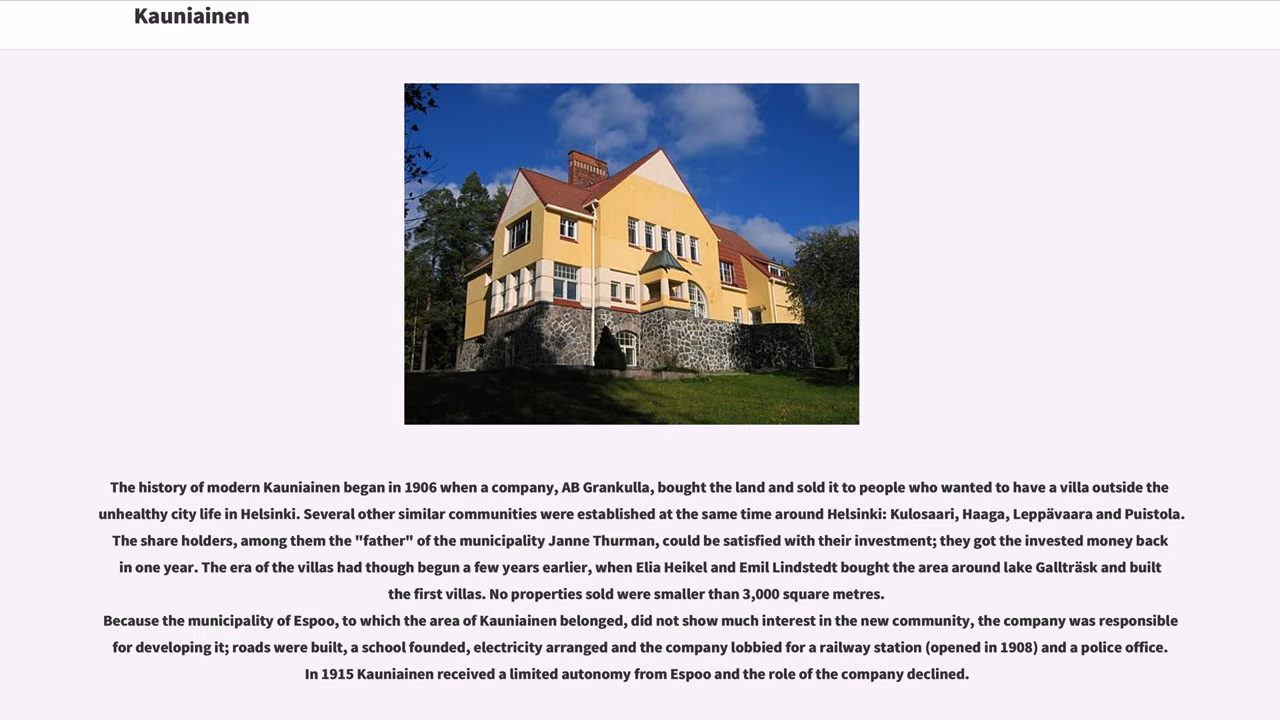 Kauniainen
The history of modern Kauniainen began in 1906 when a company, AB Grankulla, bought the land and sold it to people who wanted to have a villa outside the
unhealthy city life in Helsinki. Several other similar communities were established at the same time around Helsinki: Kulosaari, Haaga, Leppävaara and Puistola.
The share holders, among them the "father" of the municipality Janne Thurman, could be satisfied with their investment; they got the invested money back
in one year. The era of the villas had though begun a few years earlier, when Elia Heikel and Emil Lindstedt bought the area around lake Gallträsk and built
the first villas. No properties sold were smaller than 3,000 square metres.
Because the municipality of Espoo, to which the area of Kauniainen belonged, did not show much interest in the new community, the company was responsible
for developing it; roads were built, a school founded, electricity arranged and the company lobbied for a railway station (opened in 1908) and a police office.
In 1915 Kauniainen received a limited autonomy from Espoo and the role of the company declined.